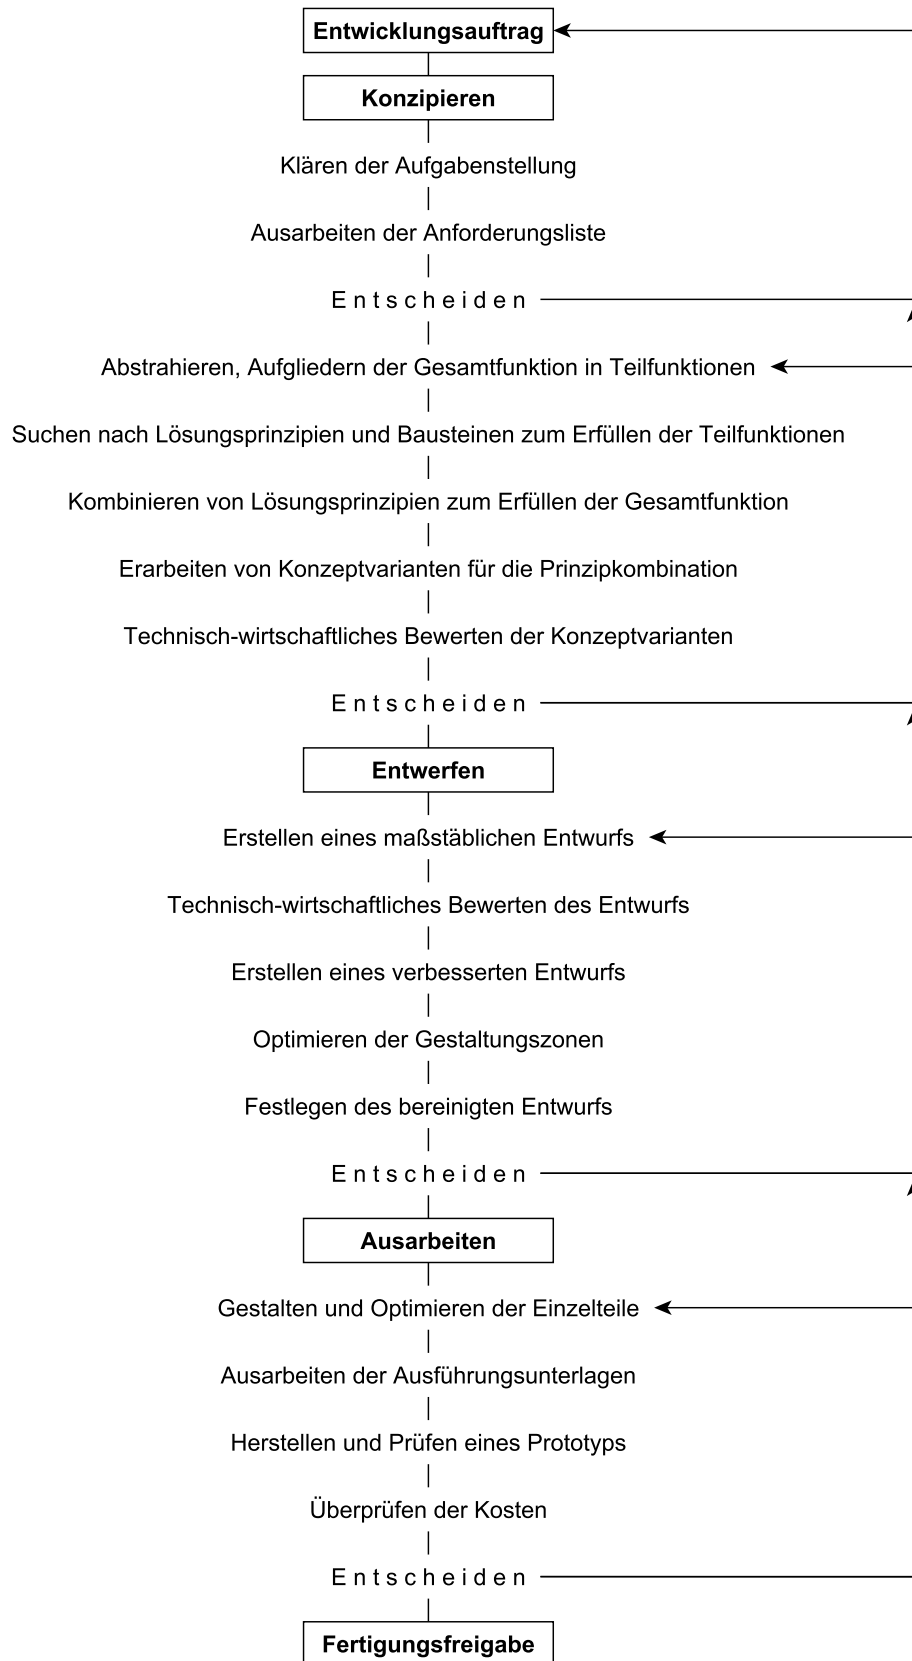 Entwicklungsauftrag
Konzipieren
Klären der Aufgabenstellung
Ausarbeiten der Anforderungsliste
Entscheiden
Abstrahieren, Aufgliedern der Gesamtfunktion in Teilfunktionen
Suchen nach Lösungsprinzipien und Bausteinen zum Erfüllen der Teilfunktionen
Kombinieren von Lösungsprinzipien zum Erfüllen der Gesamtfunktion
Erarbeiten von Konzeptvarianten für die Prinzipkombination
Technisch-wirtschaftliches Bewerten der Konzeptvarianten
Entscheiden
Entwerfen
Erstellen eines maßstäblichen Entwurfs
Technisch-wirtschaftliches Bewerten des Entwurfs
Erstellen eines verbesserten Entwurfs
Optimieren der Gestaltungszonen
Festlegen des bereinigten Entwurfs
Entscheiden
Ausarbeiten
Gestalten und Optimieren der Einzelteile
Ausarbeiten der Ausführungsunterlagen
Herstellen und Prüfen eines Prototyps
Überprüfen der Kosten
Entscheiden
Fertigungsfreigabe